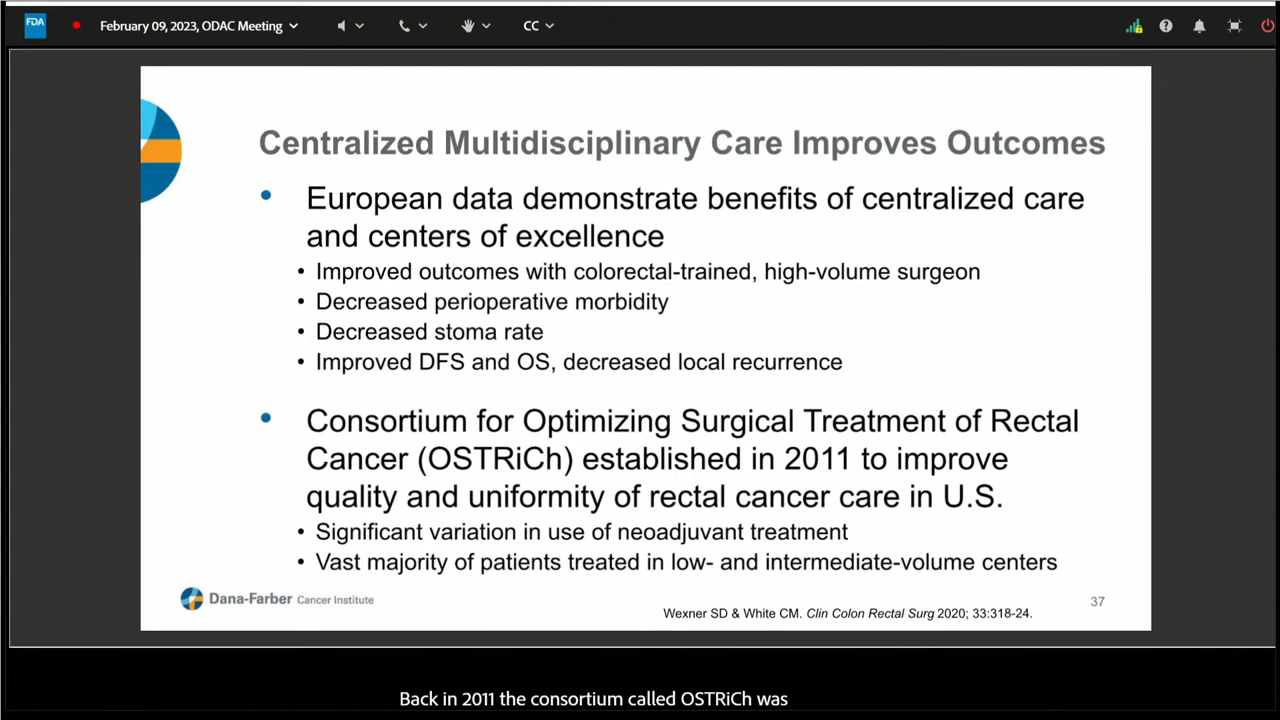 FDA
February 09, 2023, ODAC Meeting
CC
Centralized Multidisciplinary Care Improves Outcomes
• European data demonstrate benefits of centralized care
and centers of excellence
• Improved outcomes with colorectal-trained, high-volume surgeon
• Decreased perioperative morbidity
• Decreased stoma rate
• Improved DFS and OS, decreased local recurrence
• Consortium for Optimizing Surgical Treatment of Rectal
Cancer (OSTRiCh) established in 2011 to improve
quality and uniformity of rectal cancer care in U.S.
• Significant variation in use of neoadjuvant treatment
• Vast majority of patients treated in low- and intermediate-volume centers
Dana-Farber Cancer Institute
37
Wexner SD & White CM. Clin Colon Rectal Surg 2020; 33:318-24.
Back in 2011 the consortium called OSTRiCh was